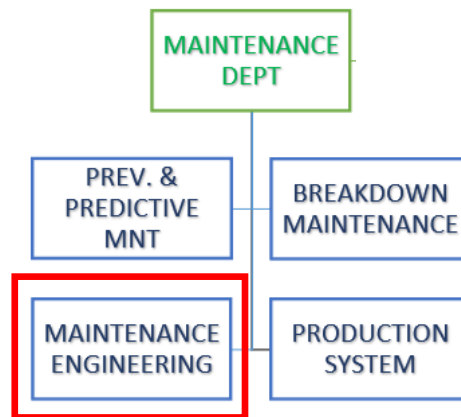 MAINTENANCE
DEPT
PREV. &
PREDICTIVE
MNT
BREAKDOWN
MAINTENANCE
MAINTENANCE
ENGINEERING
PRODUCTION
SYSTEM